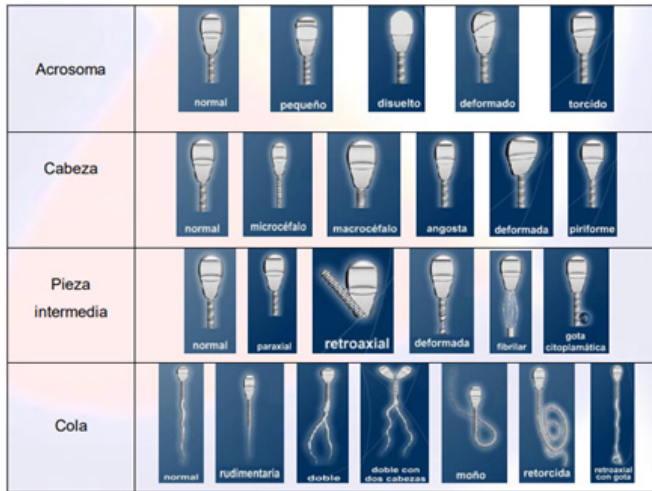 Acrosoma
normal
pequeño
disuelto
deformado
torcido
Cabeza
normal
microcéfalo
macrocéfalo
angosta
deformada
piriforme
Pieza
intermedia
normal
paraxial
retroaxial
deformada
fibrilar
gota
citoplamática
Cola
normal
rudimentaria
doble
doble con
dos cabezas
moño
retorcida
retroaxial
con gota